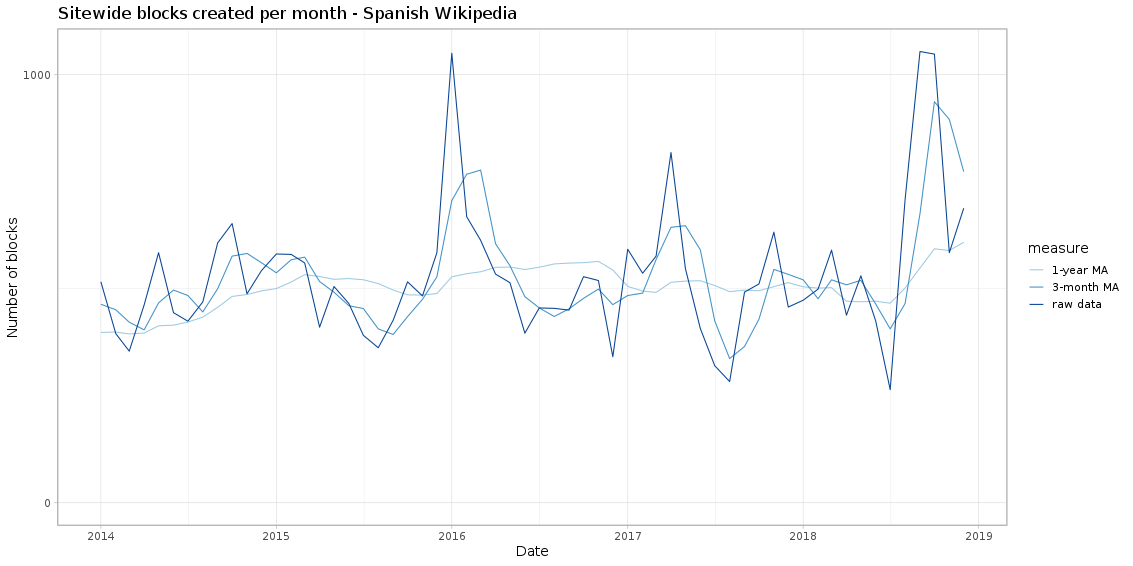 Sitewide blocks created per month - Spanish Wikipedia
Number of blocks
1000
0
2014 2015 2016 2017 2018 2019
Date
measure
1-year MA
3-month MA
raw data